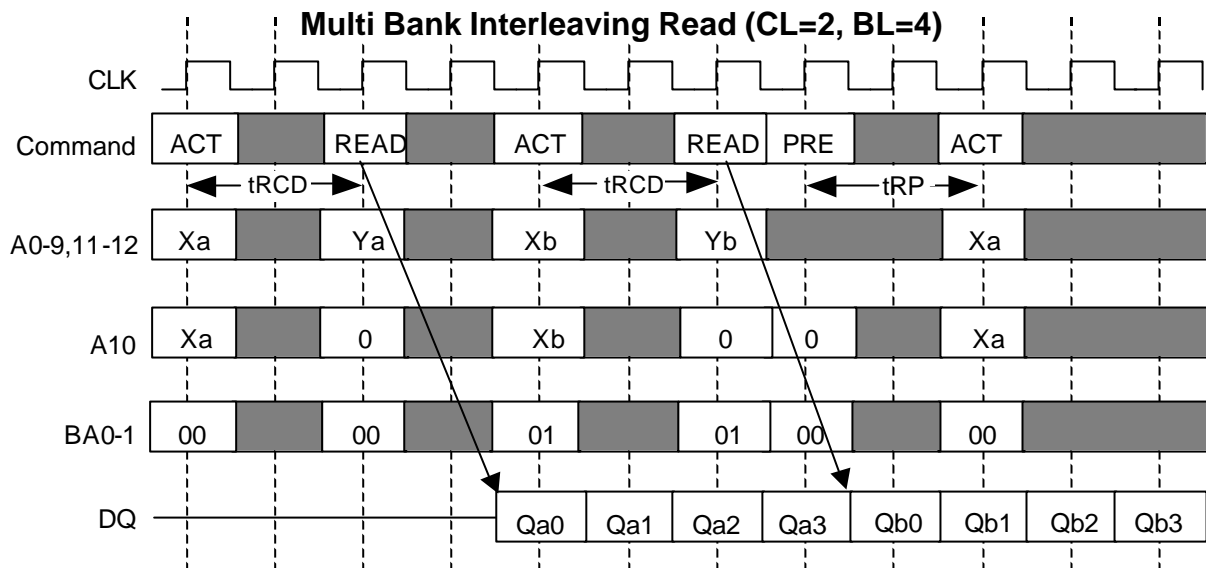 Multi Bank Interleaving Read (CL=2, BL=4)
CLK
Command ACT READ ACT READ PRE ACT
tRCD tRCD tRP
A0-9,11-12 Xa Ya Xb Yb Xa
A10 Xa 0 Xb 0 0 Xa
BA0-1 00 00 01 01 00 00
DQ Qa0 Qa1 Qa2 Qa3 Qb0 Qb1 Qb2 Qb3